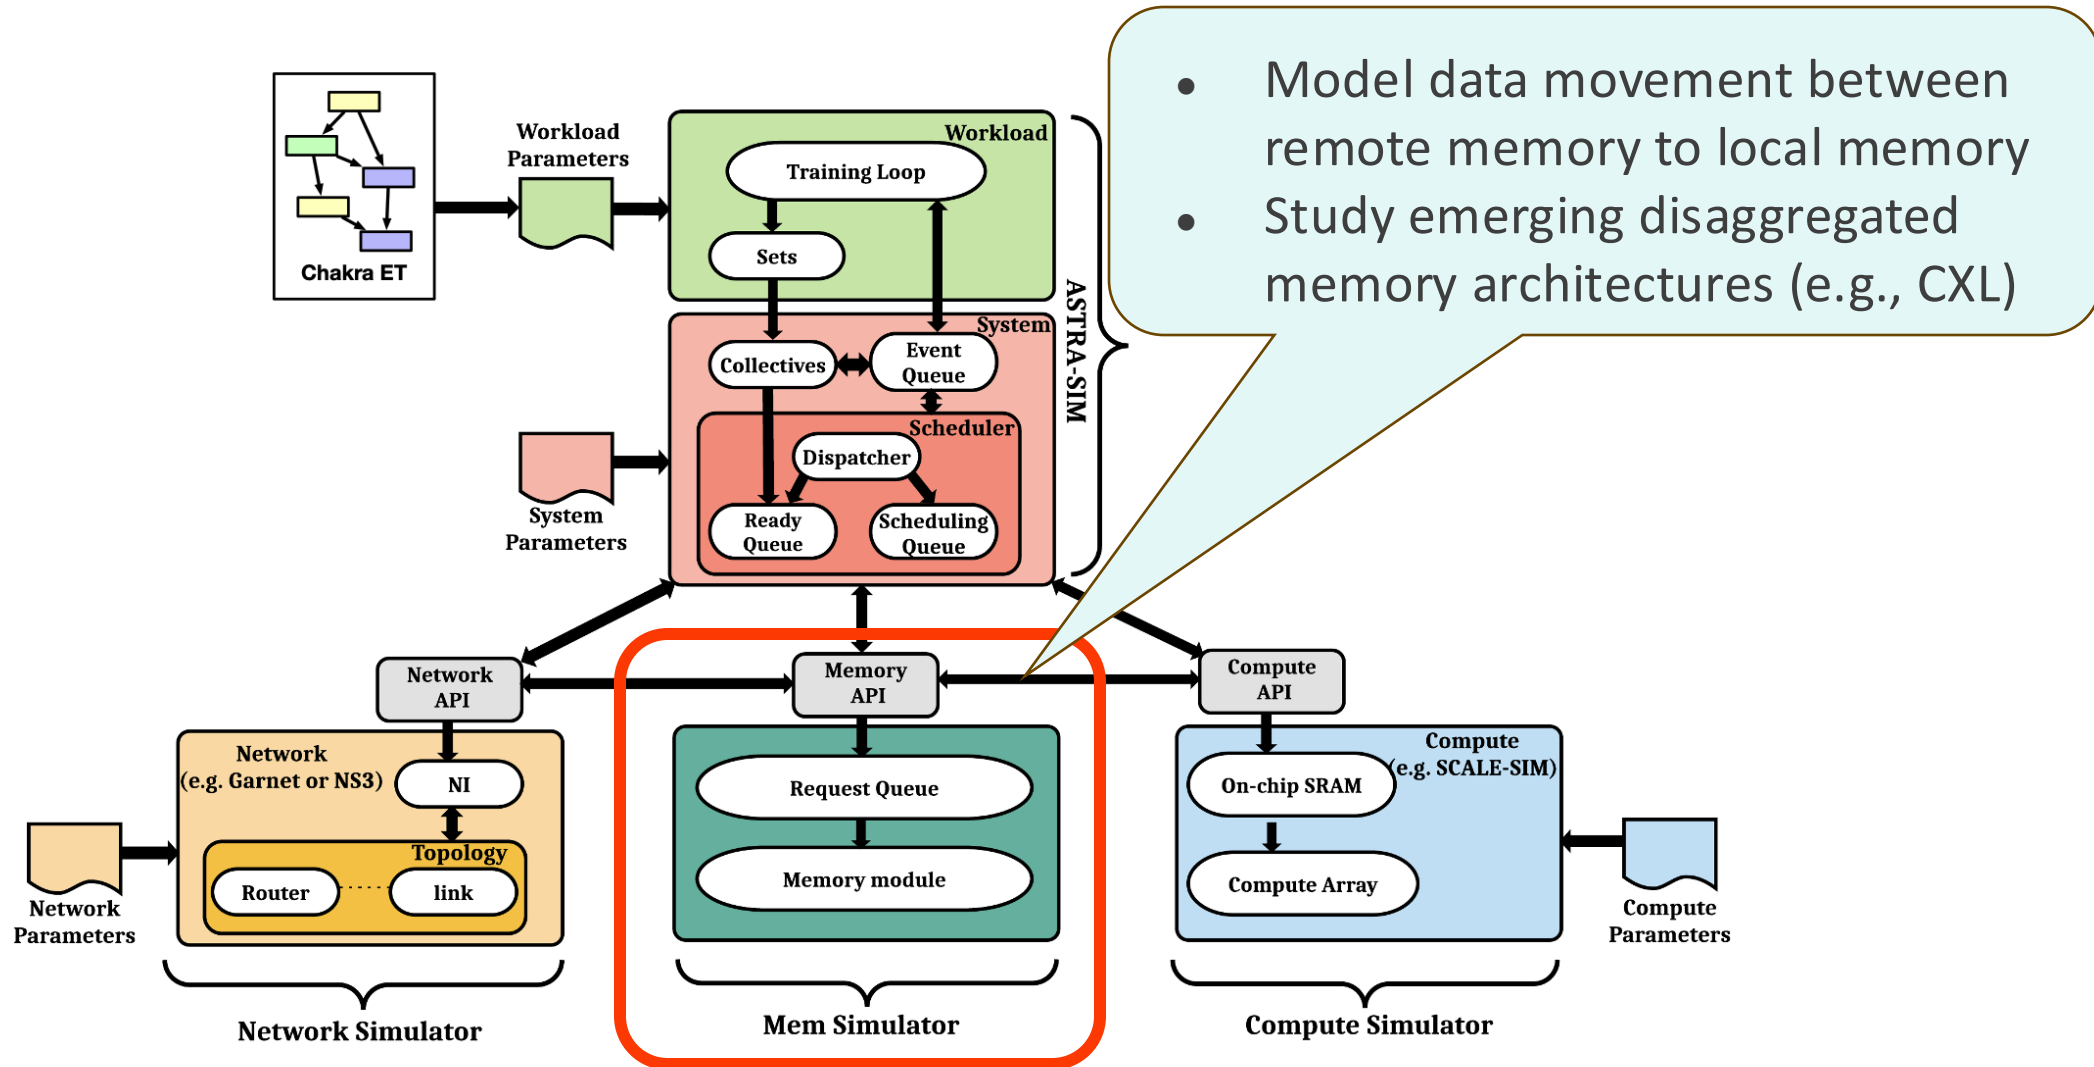 ● Model data movement between
remote memory to local memory
● Study emerging disaggregated
memory architectures (e.g., CXL)
Chakra ET
Workload
Parameters
Workload
Training Loop
Sets
ASTRA-SIM
System
Collectives
Event
Queue
Scheduler
Dispatcher
Ready
Queue
Scheduling
Queue
System
Parameters
Network
API
Memory
API
Compute
API
Network
(e.g. Garnet or NS3)
NI
Topology
Router
link
Network
Parameters
Request Queue
Memory module
Compute
(e.g. SCALE-SIM)
On-chip SRAM
Compute Array
Compute
Parameters
Network Simulator
Mem Simulator
Compute Simulator